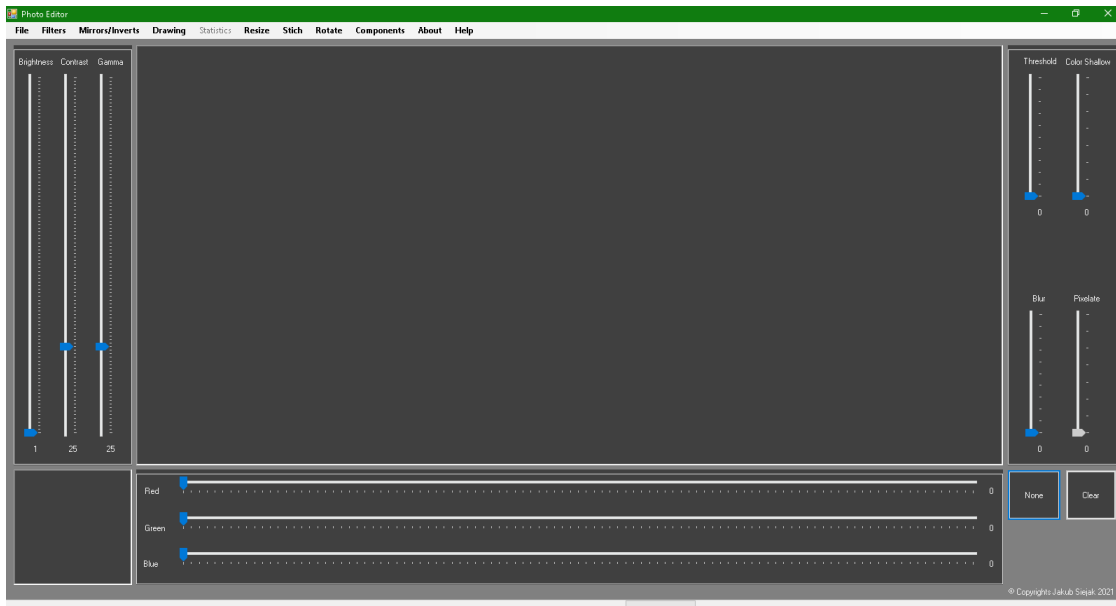 Photo Editor
File Filters Mirrors/Inverts Drawing Statistics Resize Stich Rotate Components About Help
Brightness Contrast Gamma
1 25 25
Threshold Color Shallow
0 0
Blur Pixelate
0 0
Red 0
Green 0
Blue 0
None Clear
© Copyrights Jakub Siejak 2021